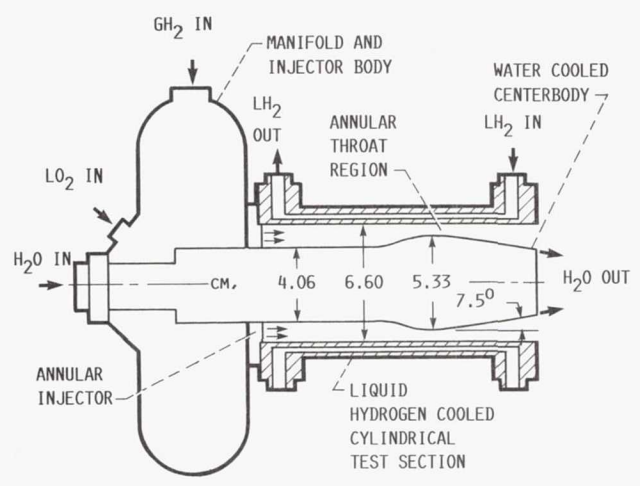 GH2 IN
MANIFOLD AND
INJECTOR BODY
WATER COOLED
CENTERBODY
LH2
OUT
ANNULAR
THROAT
REGION
LH2 IN
LO2 IN
H2O IN
CM, 4.06 6.60 5.33
7.5o
H2O OUT
ANNULAR
INJECTOR
LIQUID
HYDROGEN COOLED
CYLINDRICAL
TEST SECTION